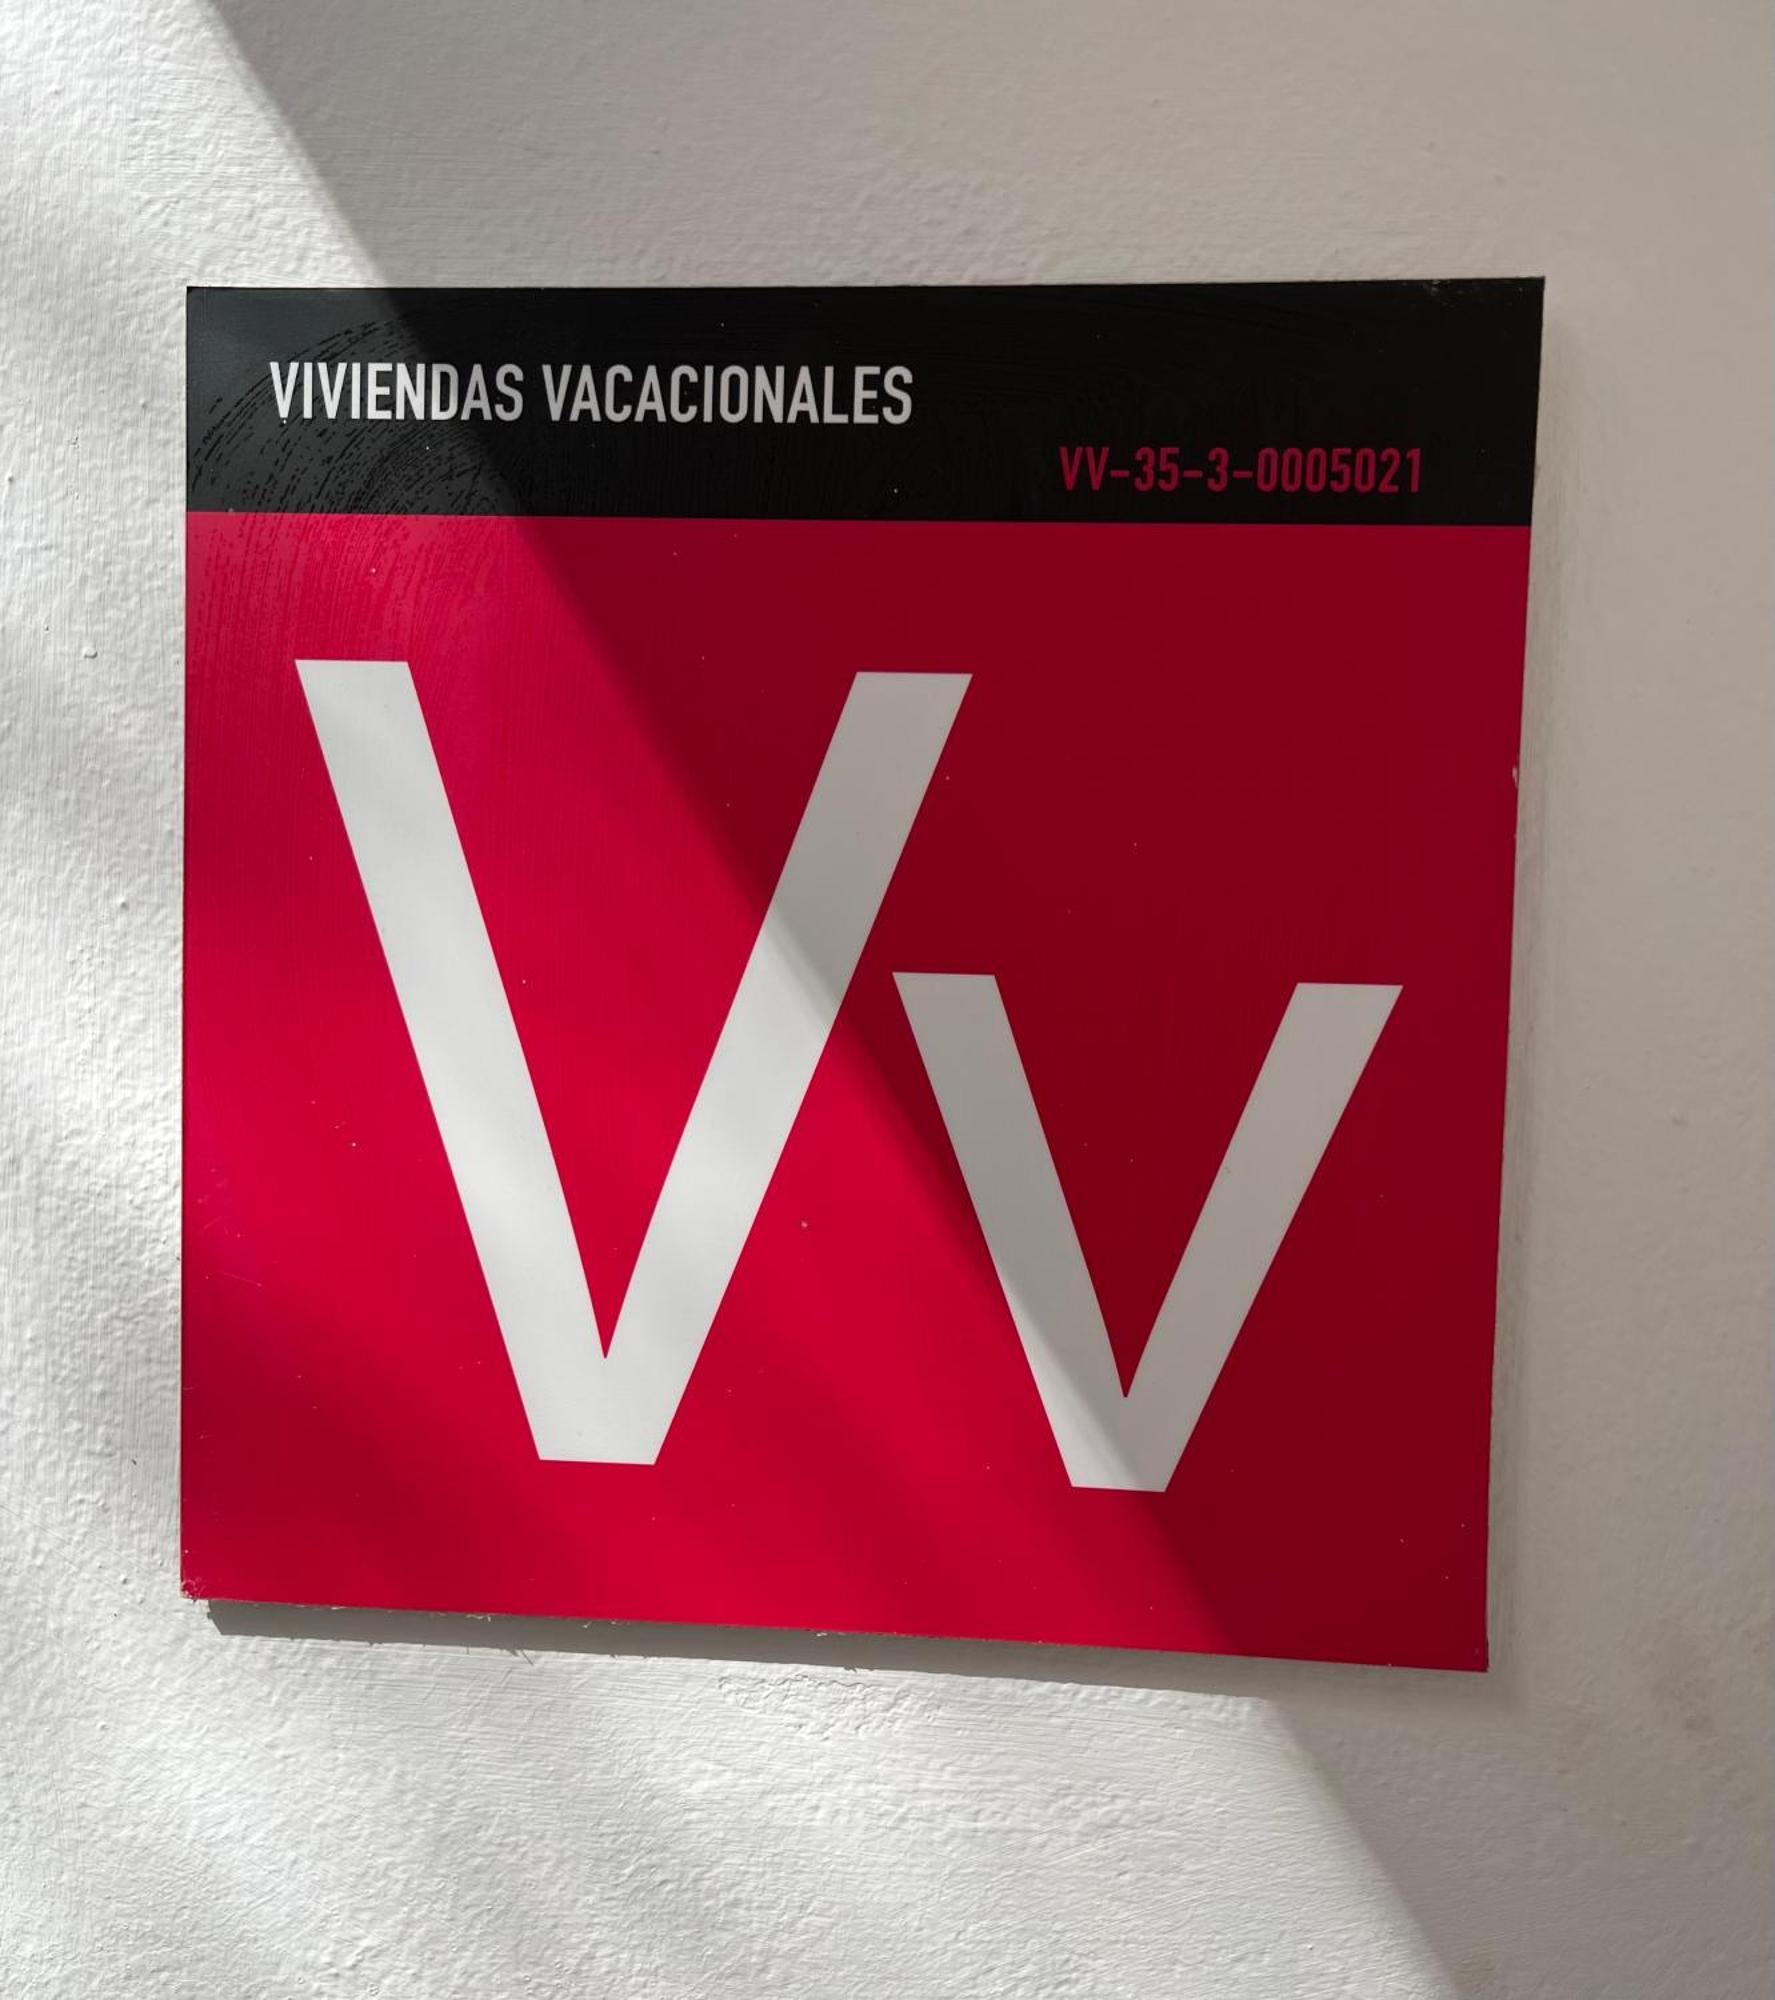 VIVIENDAS VACACIONALES
VV-35-3-0005021
Vv